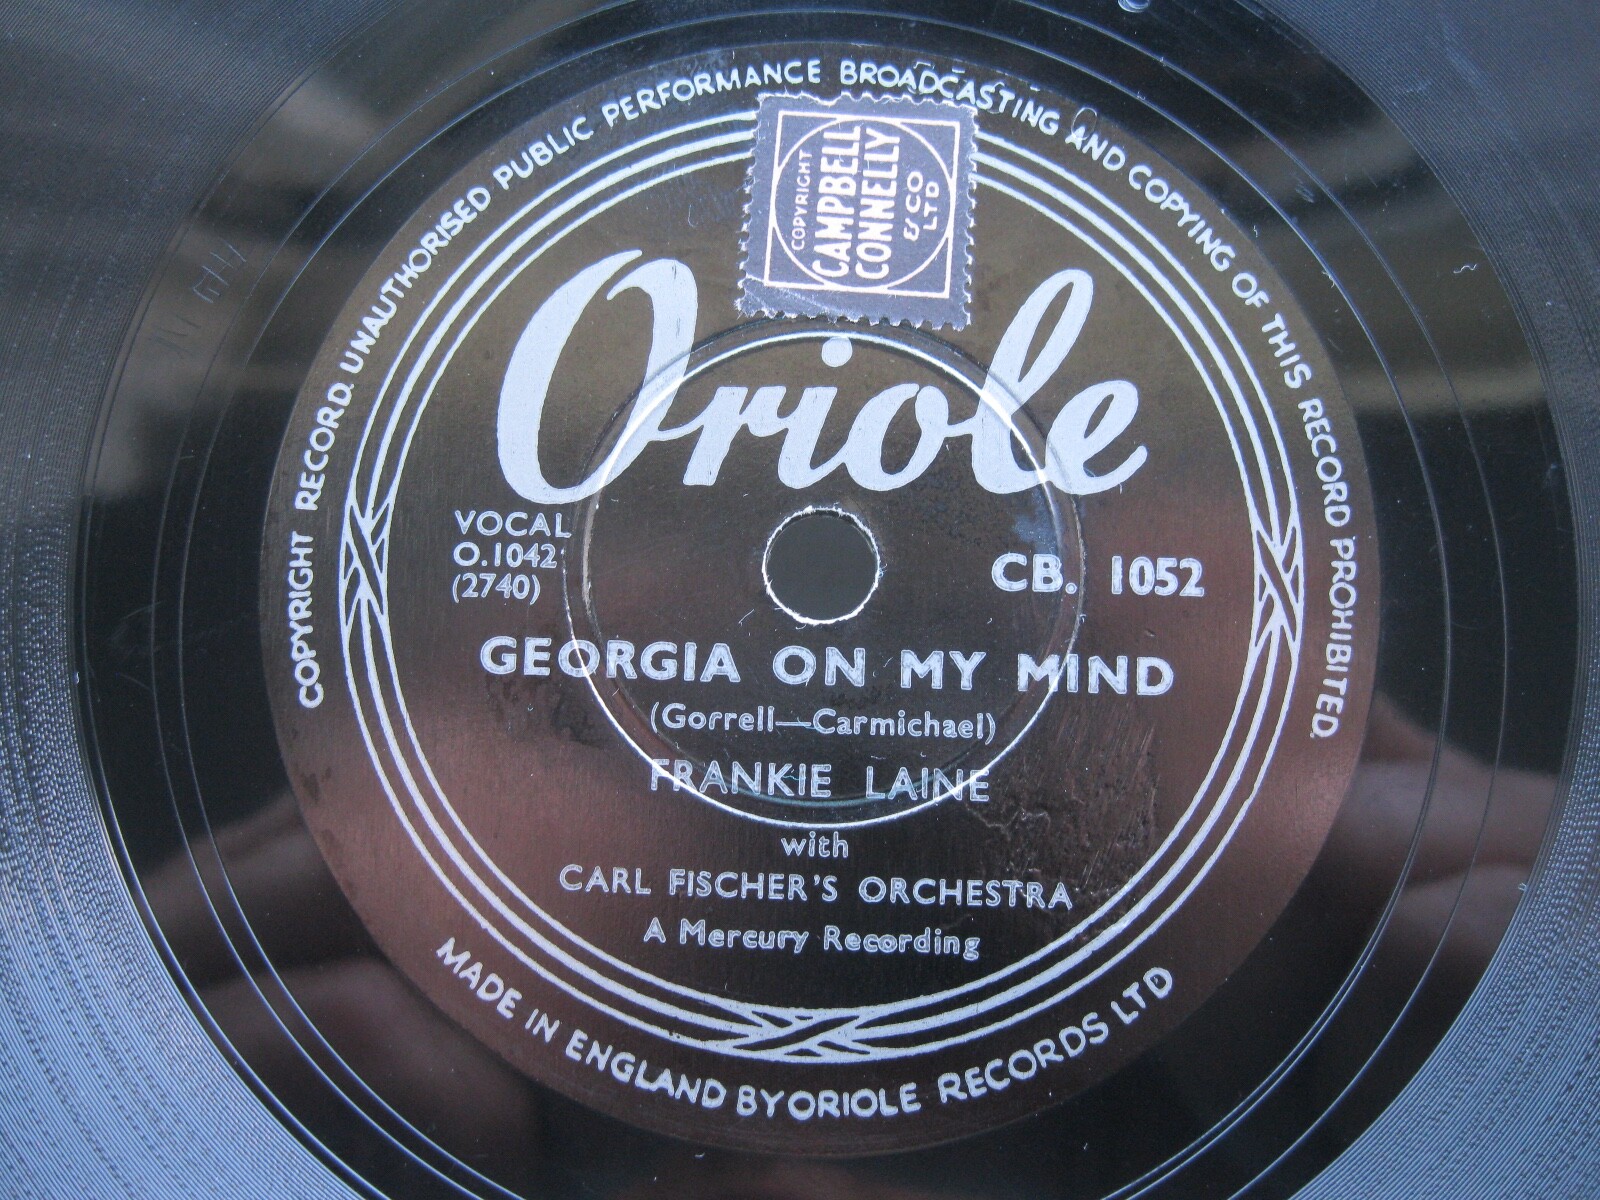 COPYRIGHT RECORD. UNAUTHORISED PUBLIC PERFORMANCE BROADCASTING AND COPYING OF THIS RECORD PROHIBITED.
COPYRIGHT
CAMPBELL
CONNELLY
& CO
LTD
Oriole
VOCAL
O.1042
(2740)
CB. 1052
GEORGIA ON MY MIND
(Gorrell—Carmichael)
FRANKIE LAINE
with
CARL FISCHER'S ORCHESTRA
A Mercury Recording
MADE IN ENGLAND BY ORIOLE RECORDS LTD